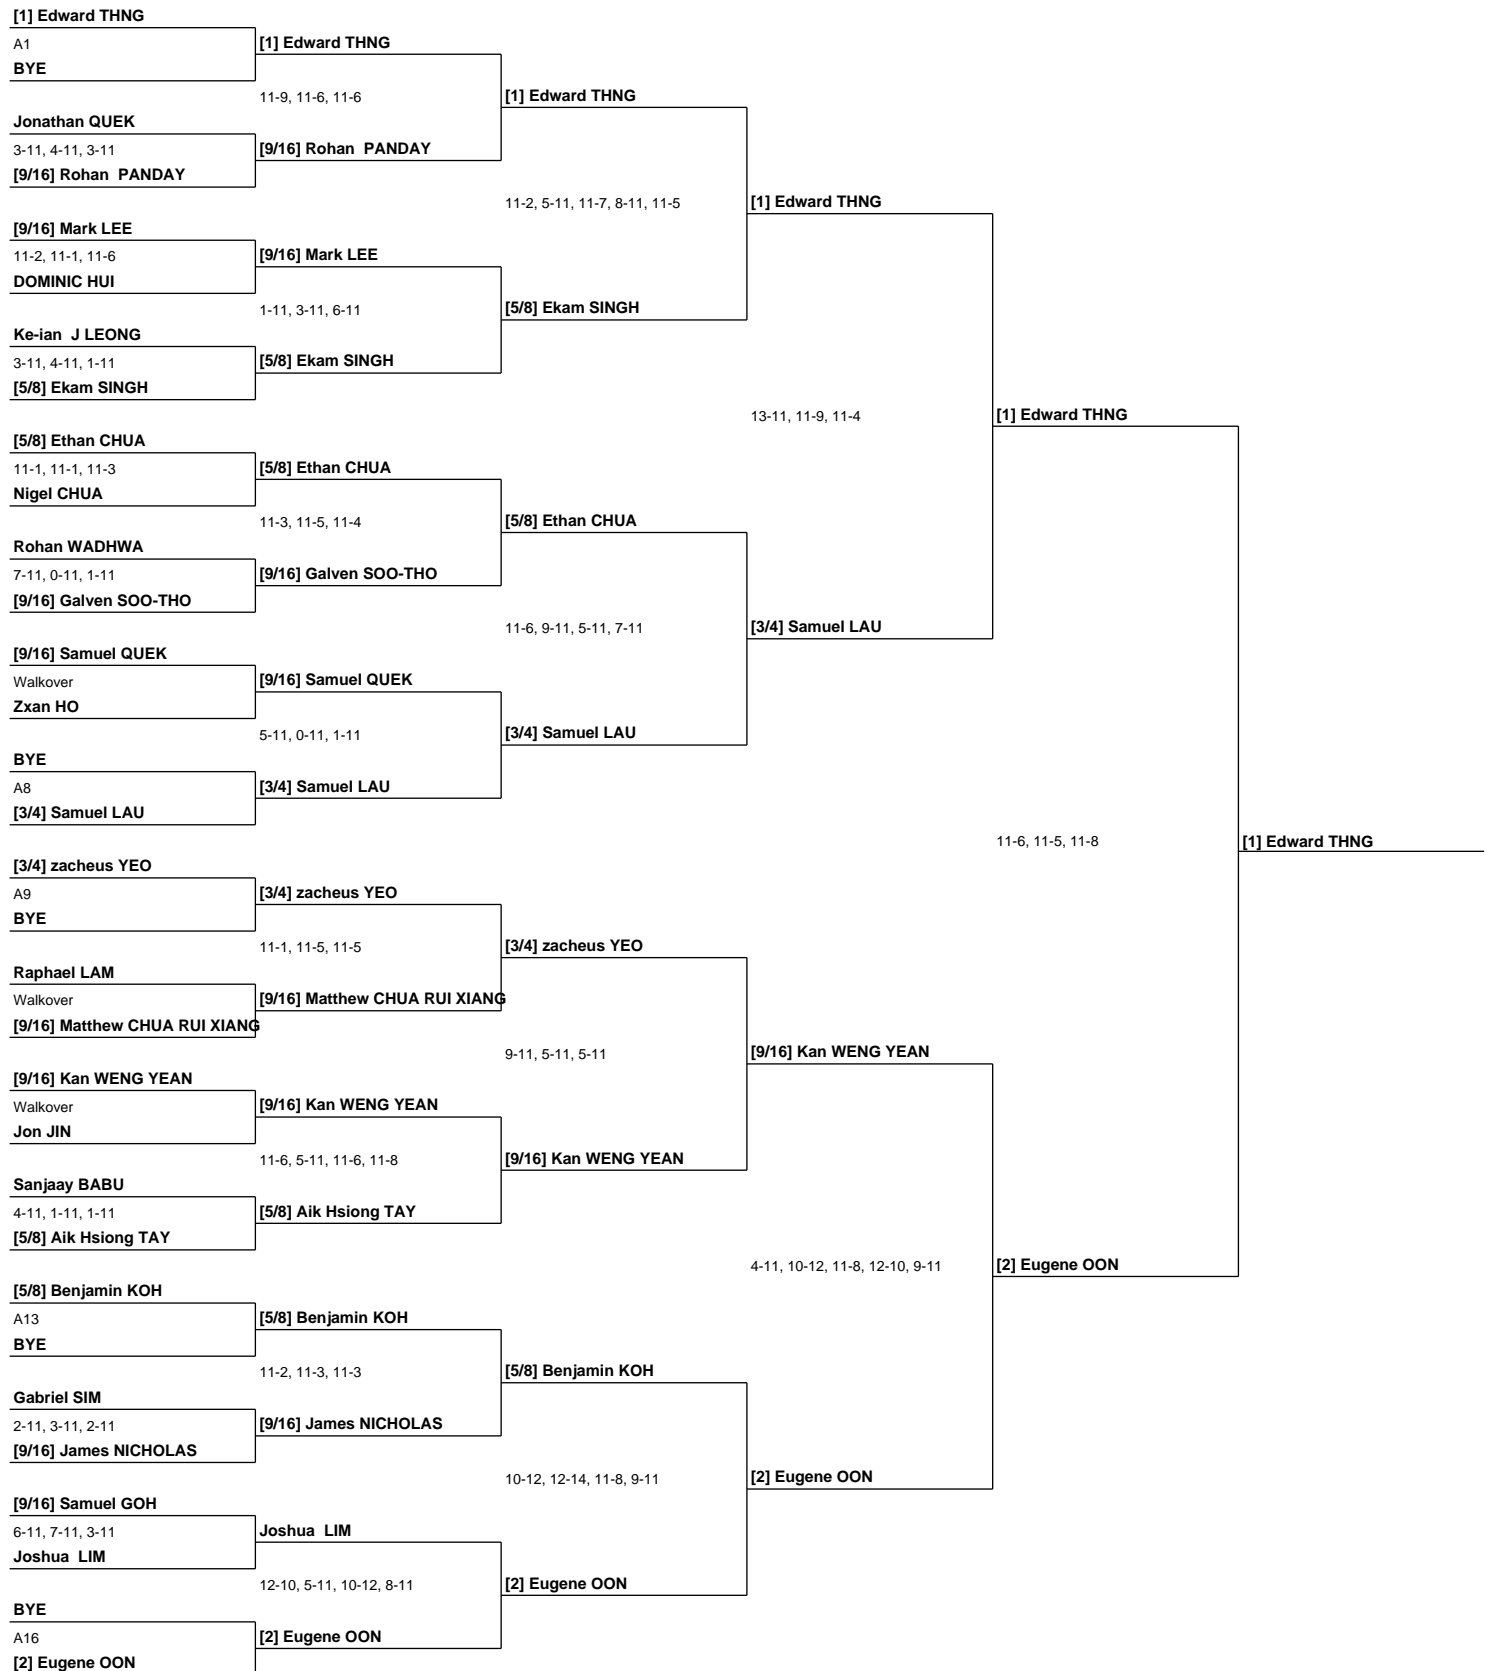 [1] Edward THNG
A1
BYE
[1] Edward THNG
11-9, 11-6, 11-6
[1] Edward THNG
Jonathan QUEK
3-11, 4-11, 3-11
[9/16] Rohan  PANDAY
[9/16] Rohan  PANDAY
11-2, 5-11, 11-7, 8-11, 11-5
[1] Edward THNG
[9/16] Mark LEE
11-2, 11-1, 11-6
DOMINIC HUI
[9/16] Mark LEE
1-11, 3-11, 6-11
[5/8] Ekam SINGH
Ke-ian  J LEONG
3-11, 4-11, 1-11
[5/8] Ekam SINGH
[5/8] Ekam SINGH
13-11, 11-9, 11-4
[1] Edward THNG
[5/8] Ethan CHUA
11-1, 11-1, 11-3
Nigel CHUA
[5/8] Ethan CHUA
11-3, 11-5, 11-4
[5/8] Ethan CHUA
Rohan WADHWA
7-11, 0-11, 1-11
[9/16] Galven SOO-THO
[9/16] Galven SOO-THO
11-6, 9-11, 5-11, 7-11
[3/4] Samuel LAU
[9/16] Samuel QUEK
Walkover
Zxan HO
[9/16] Samuel QUEK
5-11, 0-11, 1-11
[3/4] Samuel LAU
BYE
A8
[3/4] Samuel LAU
[3/4] Samuel LAU
11-6, 11-5, 11-8
[1] Edward THNG
[3/4] zacheus YEO
A9
BYE
[3/4] zacheus YEO
11-1, 11-5, 11-5
[3/4] zacheus YEO
Raphael LAM
Walkover
[9/16] Matthew CHUA RUI XIANG
[9/16] Matthew CHUA RUI XIANG
9-11, 5-11, 5-11
[9/16] Kan WENG YEAN
[9/16] Kan WENG YEAN
Walkover
Jon JIN
[9/16] Kan WENG YEAN
11-6, 5-11, 11-6, 11-8
[9/16] Kan WENG YEAN
Sanjaay BABU
4-11, 1-11, 1-11
[5/8] Aik Hsiong TAY
[5/8] Aik Hsiong TAY
4-11, 10-12, 11-8, 12-10, 9-11
[2] Eugene OON
[5/8] Benjamin KOH
A13
BYE
[5/8] Benjamin KOH
11-2, 11-3, 11-3
[5/8] Benjamin KOH
Gabriel SIM
2-11, 3-11, 2-11
[9/16] James NICHOLAS
[9/16] James NICHOLAS
10-12, 12-14, 11-8, 9-11
[2] Eugene OON
[9/16] Samuel GOH
6-11, 7-11, 3-11
Joshua  LIM
Joshua  LIM
12-10, 5-11, 10-12, 8-11
[2] Eugene OON
BYE
A16
[2] Eugene OON
[2] Eugene OON